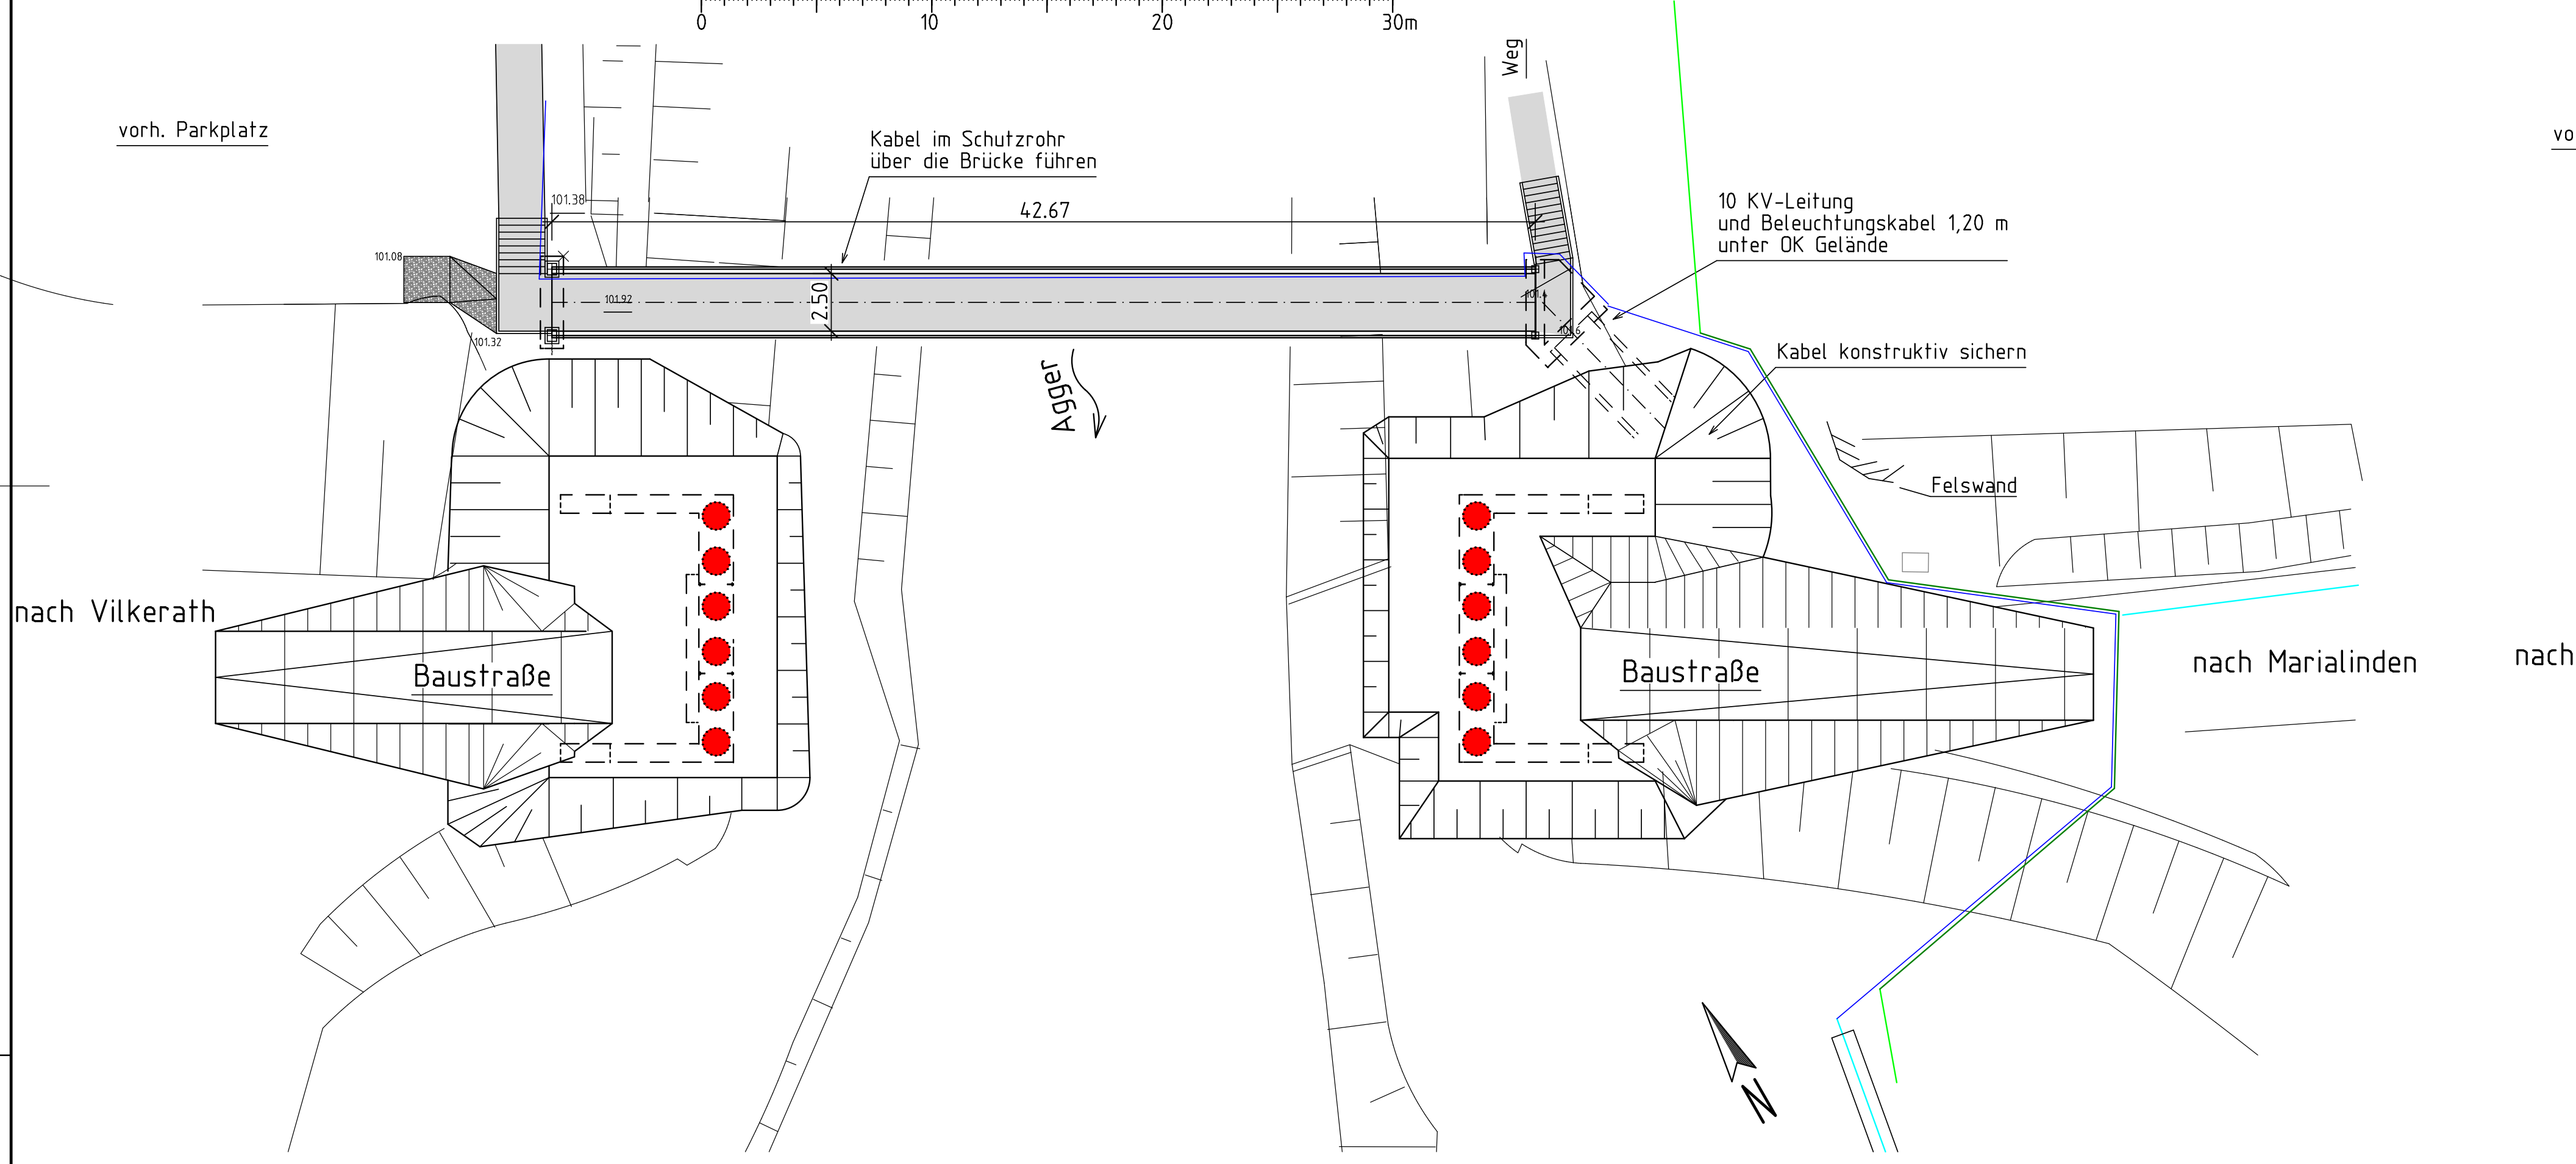 0 10 20 30m
Weg
vorh. Parkplatz
vo
Kabel im Schutzrohr
über die Brücke führen
101.38
42.67
10 KV-Leitung
und Beleuchtungskabel 1,20 m
unter OK Gelände
101.08
101.92
2.50
101.32
Agger
Kabel konstruktiv sichern
Felswand
nach Vilkerath
Baustraße
Baustraße
nach Marialinden
nach
N